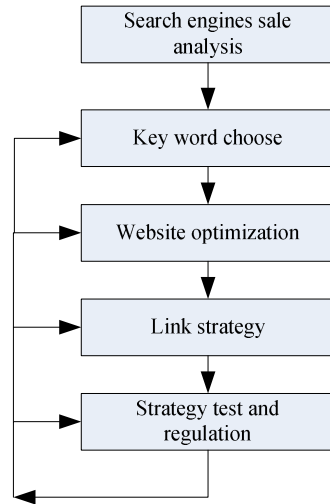 Search engines sale
analysis
Key word choose
Website optimization
Link strategy
Strategy test and
regulation